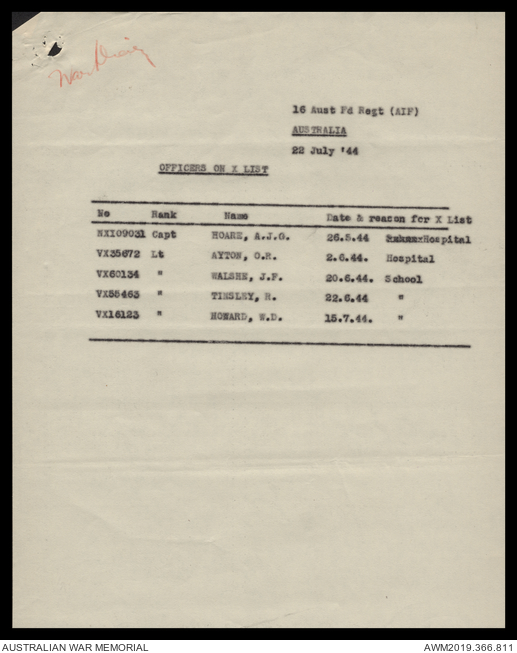 War Diary
16 Aust Fd Regt (AIF)
AUSTRALIA
22 July '44
OFFICERS ON X LIST
No Rank Name Date & reason for X List
NX109031 Capt HOARE, A.J.G. 26.5.44 Hospital
VX35672 Lt AYTON, O.R. 2.6.44. Hospital
VX60134 " WALSHE, J.F. 20.6.44. School
VX55463 " TINSLEY, R. 22.6.44 "
VX16123 " HOWARD, W.D. 15.7.44. "
AUSTRALIAN WAR MEMORIAL AWM2019.366.811